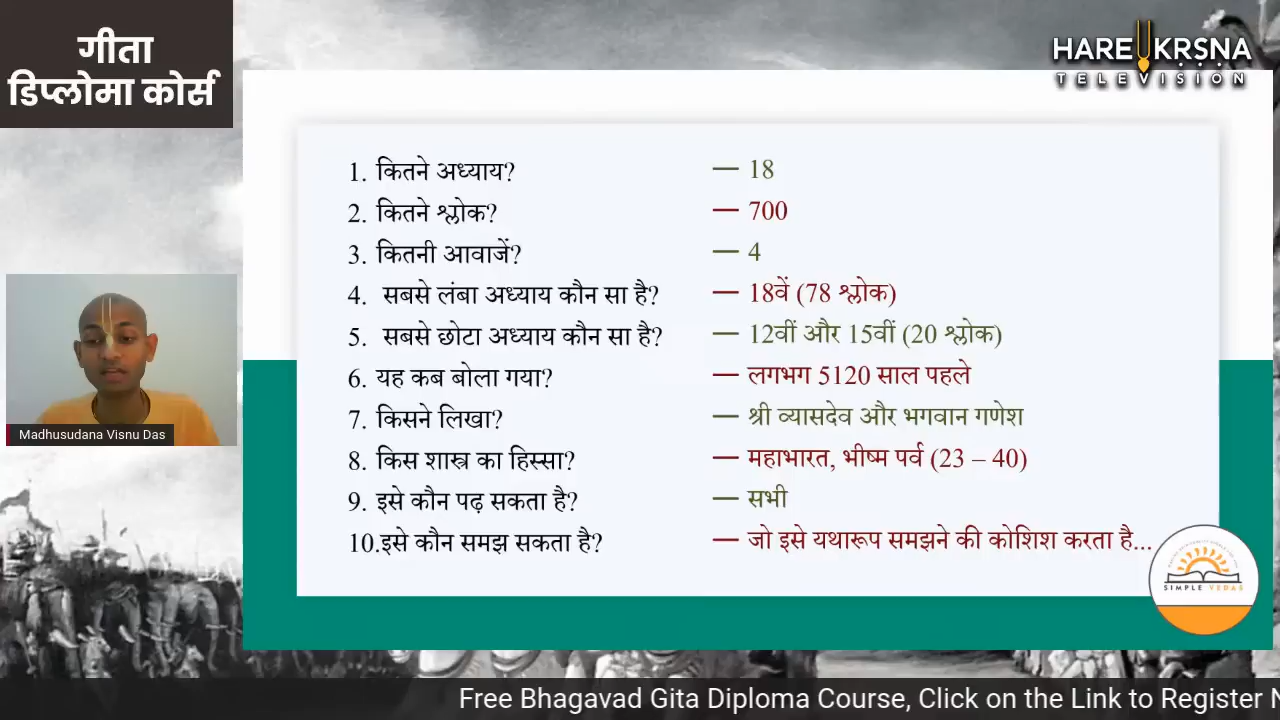 गीता
डिप्लोमा कोर्स
HARE KRSNA
TELEVISION
1. कितने अध्याय? — 18
2. कितने श्लोक? — 700
3. कितनी आवाजें? — 4
4. सबसे लंबा अध्याय कौन सा है? — 18वें (78 श्लोक)
5. सबसे छोटा अध्याय कौन सा है? — 12वीं और 15वीं (20 श्लोक)
6. यह कब बोला गया? — लगभग 5120 साल पहले
7. किसने लिखा? — श्री व्यासदेव और भगवान गणेश
8. किस शास्त्र का हिस्सा? — महाभारत, भीष्म पर्व (23 – 40)
9. इसे कौन पढ़ सकता है? — सभी
10.इसे कौन समझ सकता है? — जो इसे यथारूप समझने की कोशिश करता है...
Madhusudana Visnu Das
SIMPLE VEDAS
Free Bhagavad Gita Diploma Course, Click on the Link to Register N